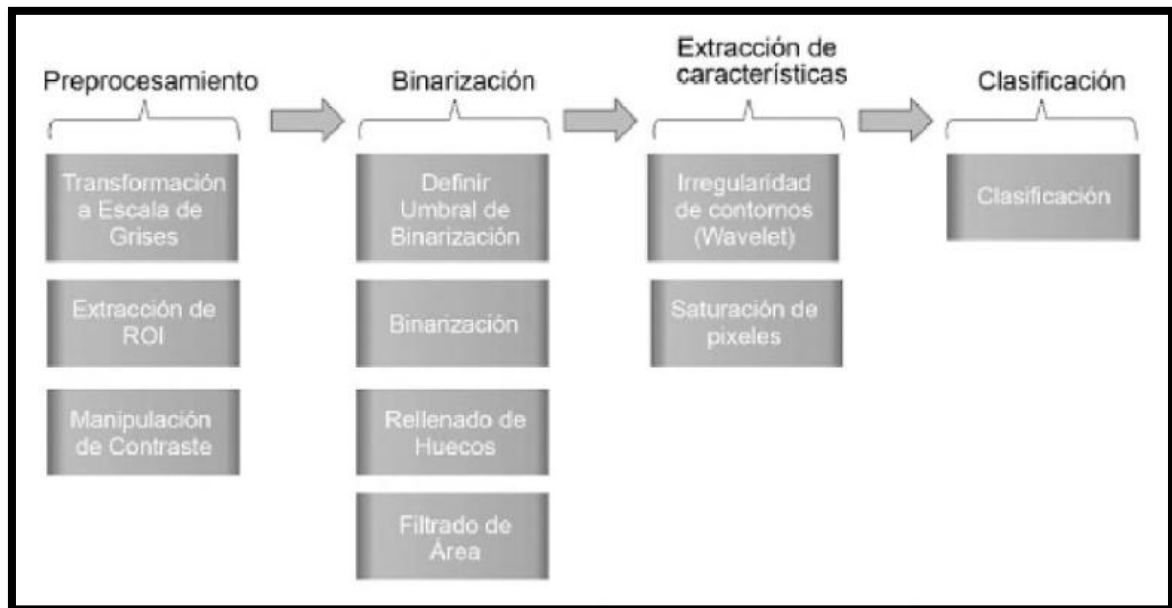 Preprocesamiento
Transformación
a Escala de
Grises
Extracción de
ROI
Manipulación
de Contraste
Binarización
Definir
Umbral de
Binarización
Binarización
Rellenado de
Huecos
Filtrado de
Área
Extracción de
características
Irregularidad
de contornos
(Wavelet)
Saturación de
pixeles
Clasificación
Clasificación